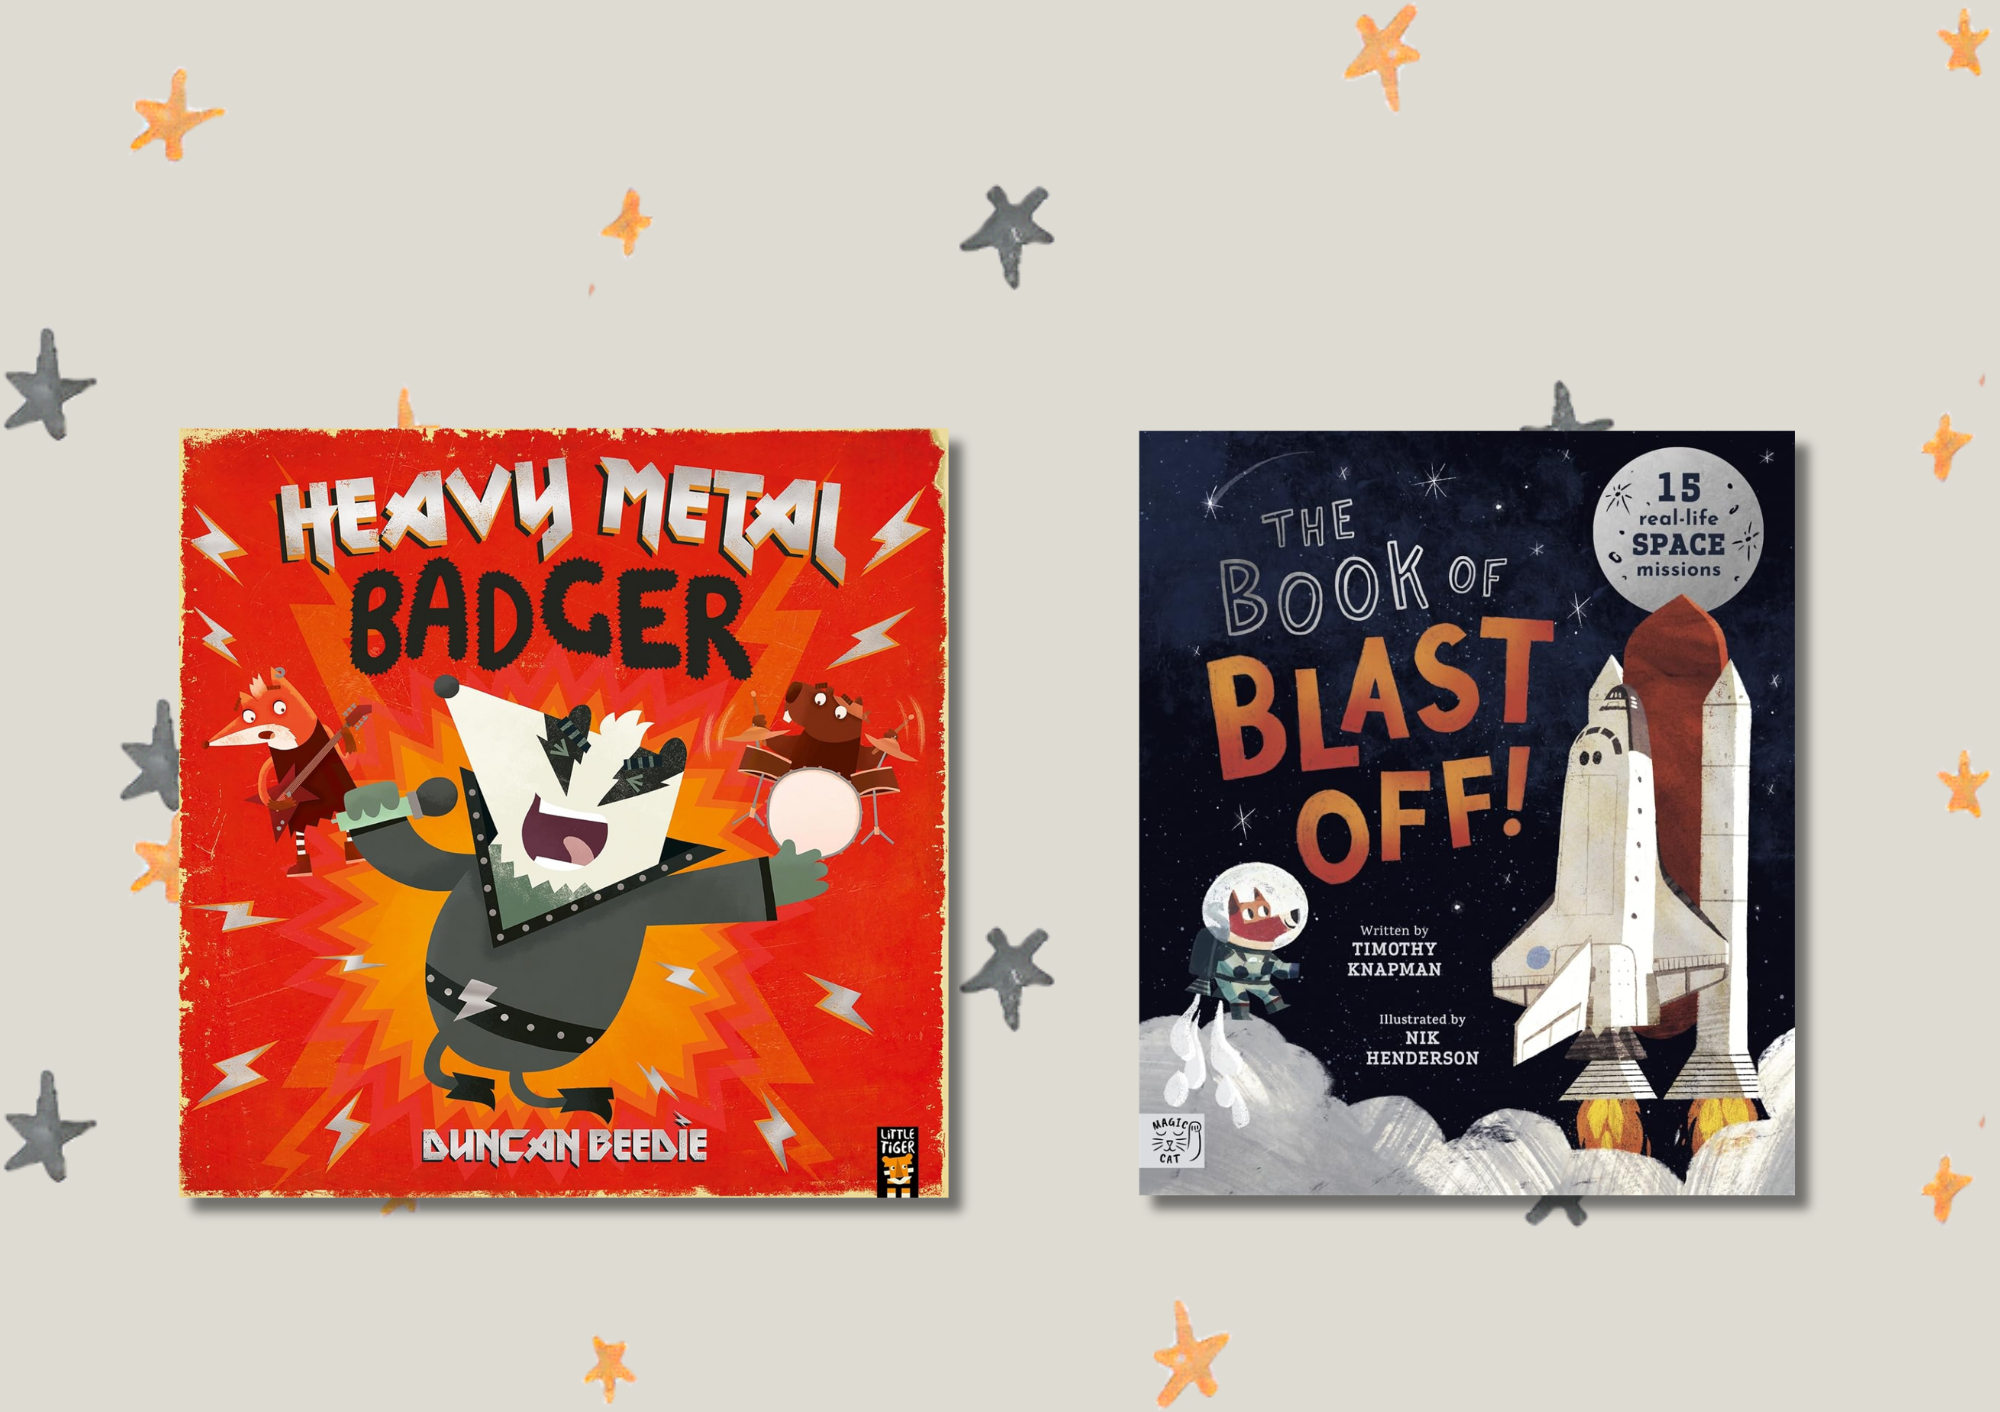 HEAVY METAL
BADGER
DUNCAN BEEDIE
LITTLE
TIGER
15
real-life
SPACE
missions
THE
BOOK OF
BLAST
OFF!
Written by
TIMOTHY
KNAPMAN
Illustrated by
NIK
HENDERSON
MAGIC
CAT